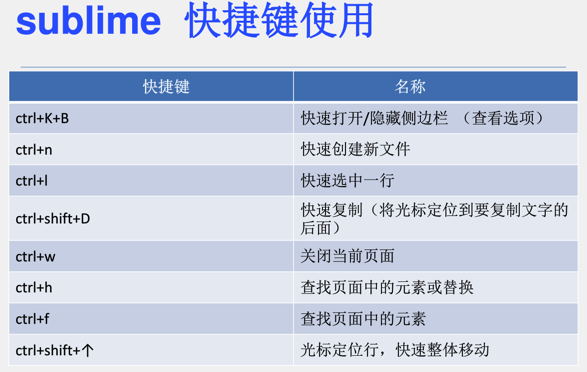 sublime 快捷键使用
快捷键 名称
ctrl+K+B 快速打开/隐藏侧边栏 （查看选项）
ctrl+n 快速创建新文件
ctrl+l 快速选中一行
ctrl+shift+D 快速复制（将光标定位到要复制文字的
后面）
ctrl+w 关闭当前页面
ctrl+h 查找页面中的元素或替换
ctrl+f 查找页面中的元素
ctrl+shift+↑ 光标定位行，快速整体移动